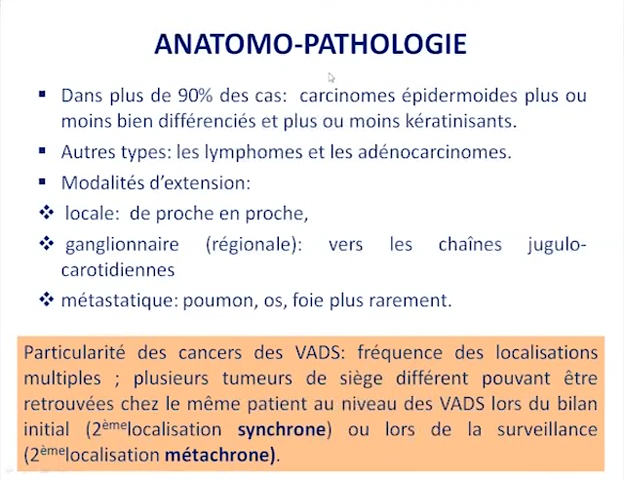 ANATOMO-PATHOLOGIE
▪ Dans plus de 90% des cas: carcinomes épidermoides plus ou
moins bien différenciés et plus ou moins kératinisants.
▪ Autres types: les lymphomes et les adénocarcinomes.
▪ Modalités d’extension:
❖ locale: de proche en proche,
❖ ganglionnaire (régionale): vers les chaînes jugulo-
carotidiennes
❖ métastatique: poumon, os, foie plus rarement.
Particularité des cancers des VADS: fréquence des localisations
multiples ; plusieurs tumeurs de siège différent pouvant être
retrouvées chez le même patient au niveau des VADS lors du bilan
initial (2èmelocalisation synchrone) ou lors de la surveillance
(2èmelocalisation métachrone).